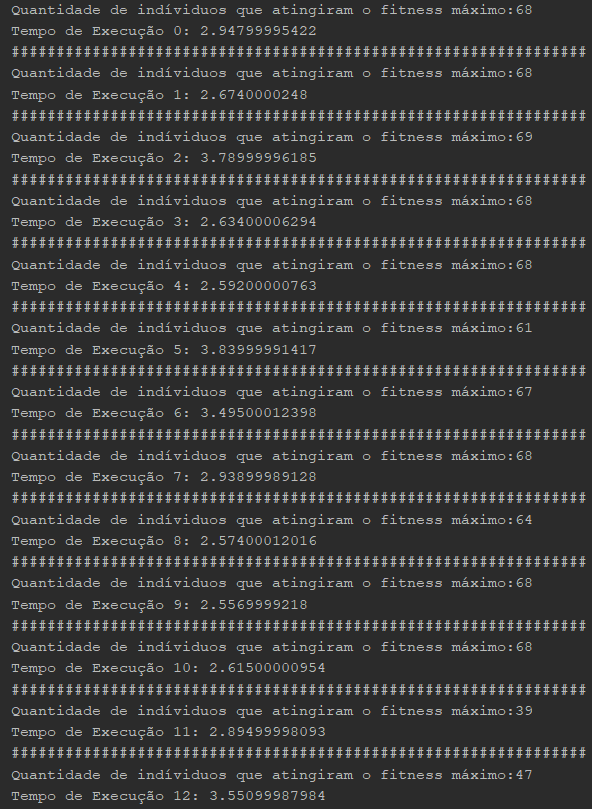 Quantidade de indíviduos que atingiram o fitness máximo:68
Tempo de Execução 0: 2.94799995422
################################################################
Quantidade de indíviduos que atingiram o fitness máximo:68
Tempo de Execução 1: 2.6740000248
################################################################
Quantidade de indíviduos que atingiram o fitness máximo:69
Tempo de Execução 2: 3.78999996185
################################################################
Quantidade de indíviduos que atingiram o fitness máximo:68
Tempo de Execução 3: 2.63400006294
################################################################
Quantidade de indíviduos que atingiram o fitness máximo:68
Tempo de Execução 4: 2.59200000763
################################################################
Quantidade de indíviduos que atingiram o fitness máximo:61
Tempo de Execução 5: 3.83999991417
################################################################
Quantidade de indíviduos que atingiram o fitness máximo:67
Tempo de Execução 6: 3.49500012398
################################################################
Quantidade de indíviduos que atingiram o fitness máximo:68
Tempo de Execução 7: 2.93899989128
################################################################
Quantidade de indíviduos que atingiram o fitness máximo:64
Tempo de Execução 8: 2.57400012016
################################################################
Quantidade de indíviduos que atingiram o fitness máximo:68
Tempo de Execução 9: 2.5569999218
################################################################
Quantidade de indíviduos que atingiram o fitness máximo:68
Tempo de Execução 10: 2.61500000954
################################################################
Quantidade de indíviduos que atingiram o fitness máximo:39
Tempo de Execução 11: 2.89499998093
################################################################
Quantidade de indíviduos que atingiram o fitness máximo:47
Tempo de Execução 12: 3.55099987984